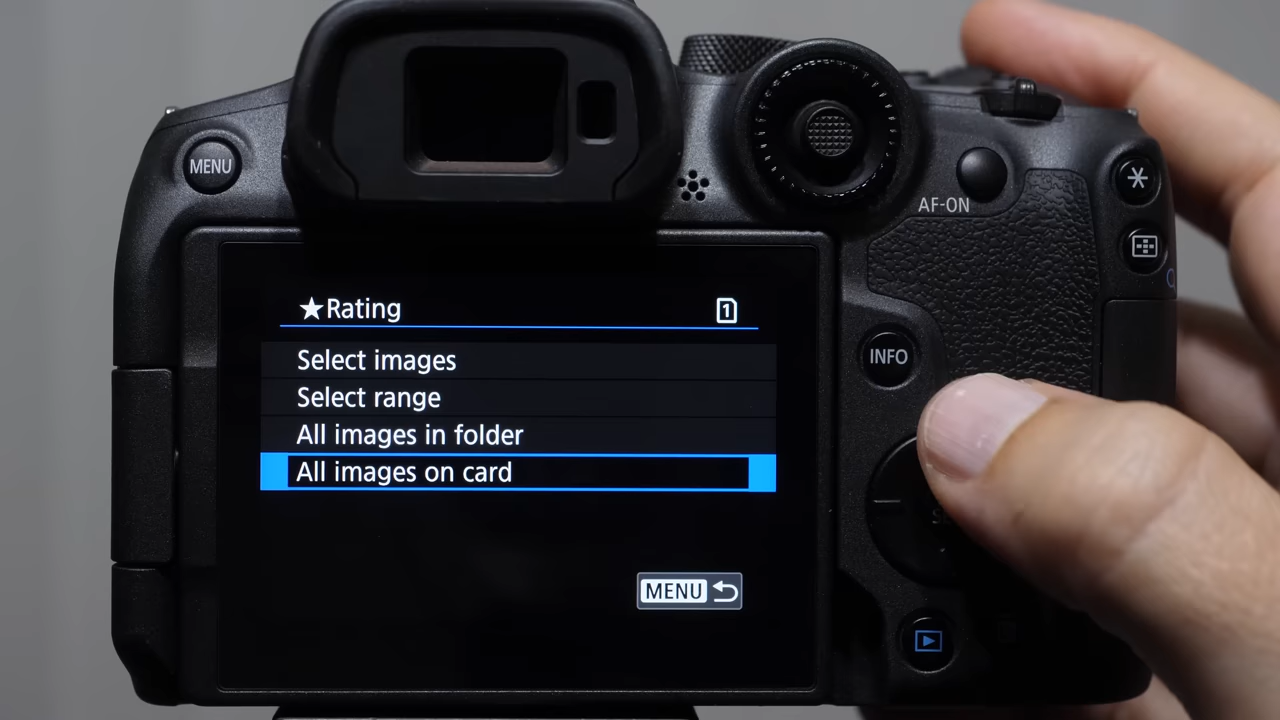 MENU
AF-ON
★Rating
1
Select images
Select range
All images in folder
All images on card
INFO
MENU